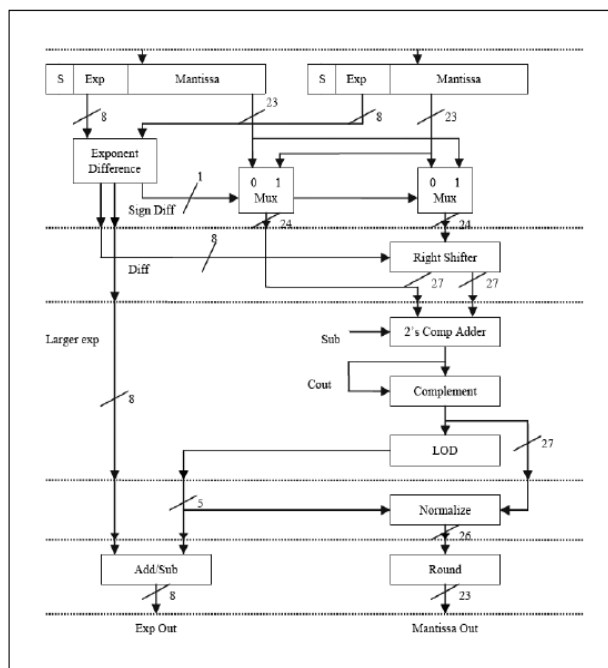 S Exp Mantissa S Exp Mantissa
8 23 8 23
Exponent
Difference
1
0 1
Mux
0 1
Mux
Sign Diff
24 24
8
Diff
Right Shifter
27 27
Larger exp
Sub
2's Comp Adder
Cout
Complement
8
27
LOD
5
Normalize
26
Add/Sub
Round
8 23
Exp Out Mantissa Out